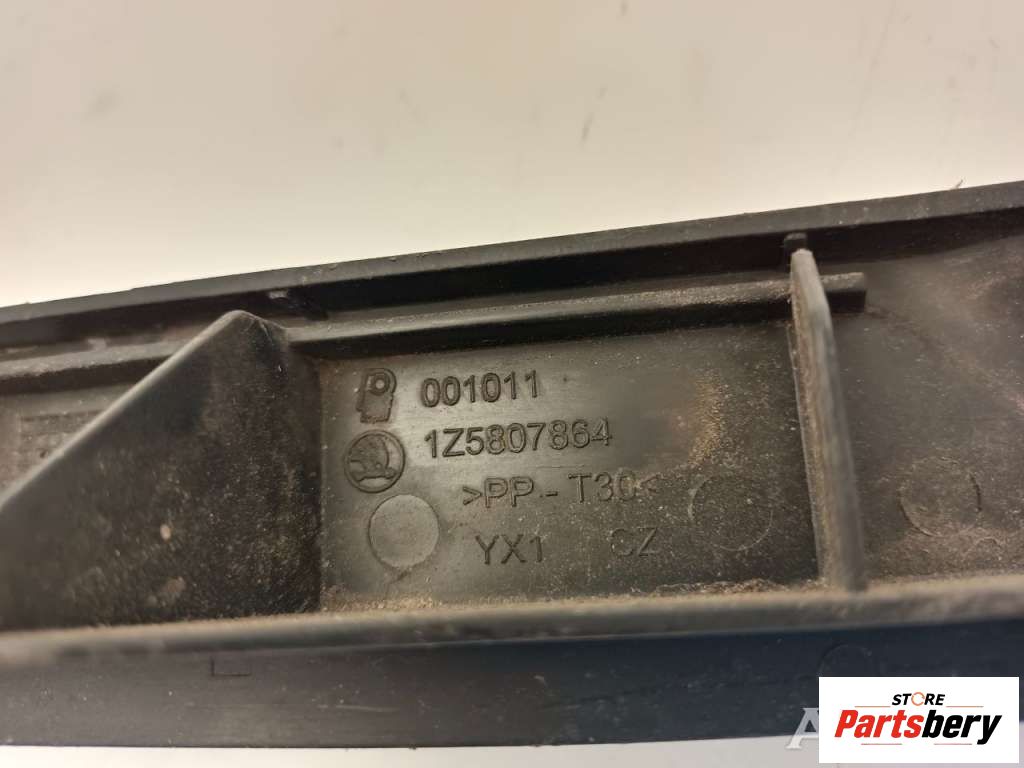 001011
1Z5807864
>PP-T30<
YX1 CZ
L
STORE
Partsbery